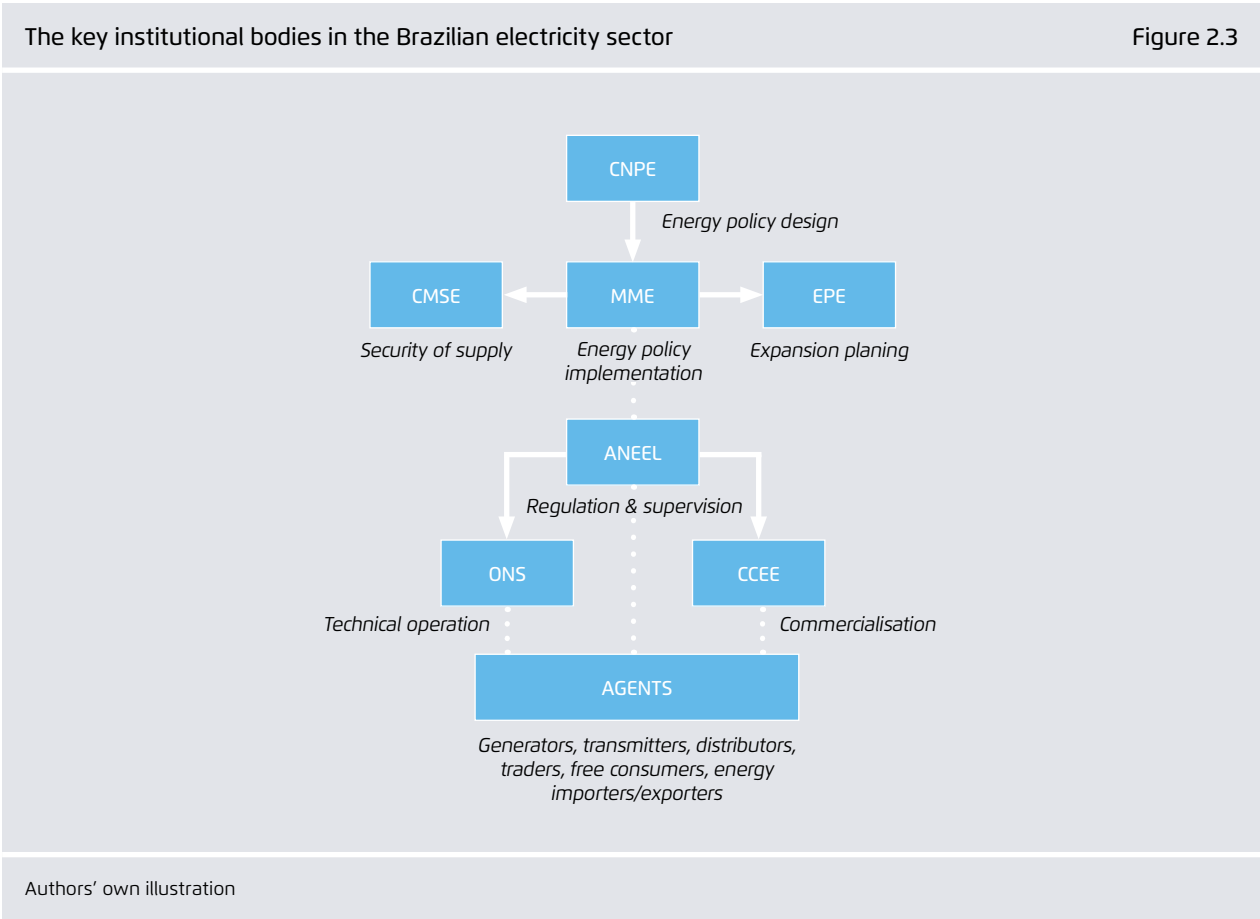 The key institutional bodies in the Brazilian electricity sector
Figure 2.3
CNPE
Energy policy design
CMSE
MME
EPE
Security of supply
Energy policy
implementation
Expansion planing
ANEEL
Regulation & supervision
ONS
CCEE
Technical operation
Commercialisation
AGENTS
Generators, transmitters, distributors,
traders, free consumers, energy
importers/exporters
Authors' own illustration